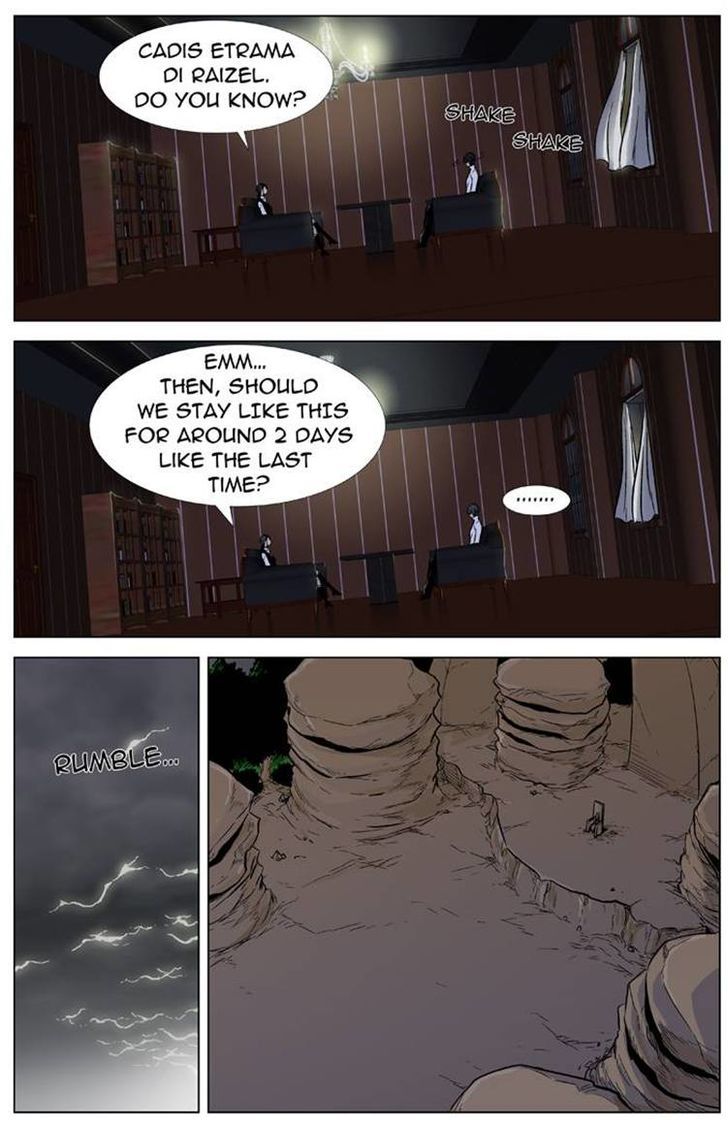 CADIS ETRAMA
DI RAIZEL.
DO YOU KNOW?
SHAKE
SHAKE
EMM...
THEN, SHOULD
WE STAY LIKE THIS
FOR AROUND 2 DAYS
LIKE THE LAST
TIME?
.......
RUMBLE...